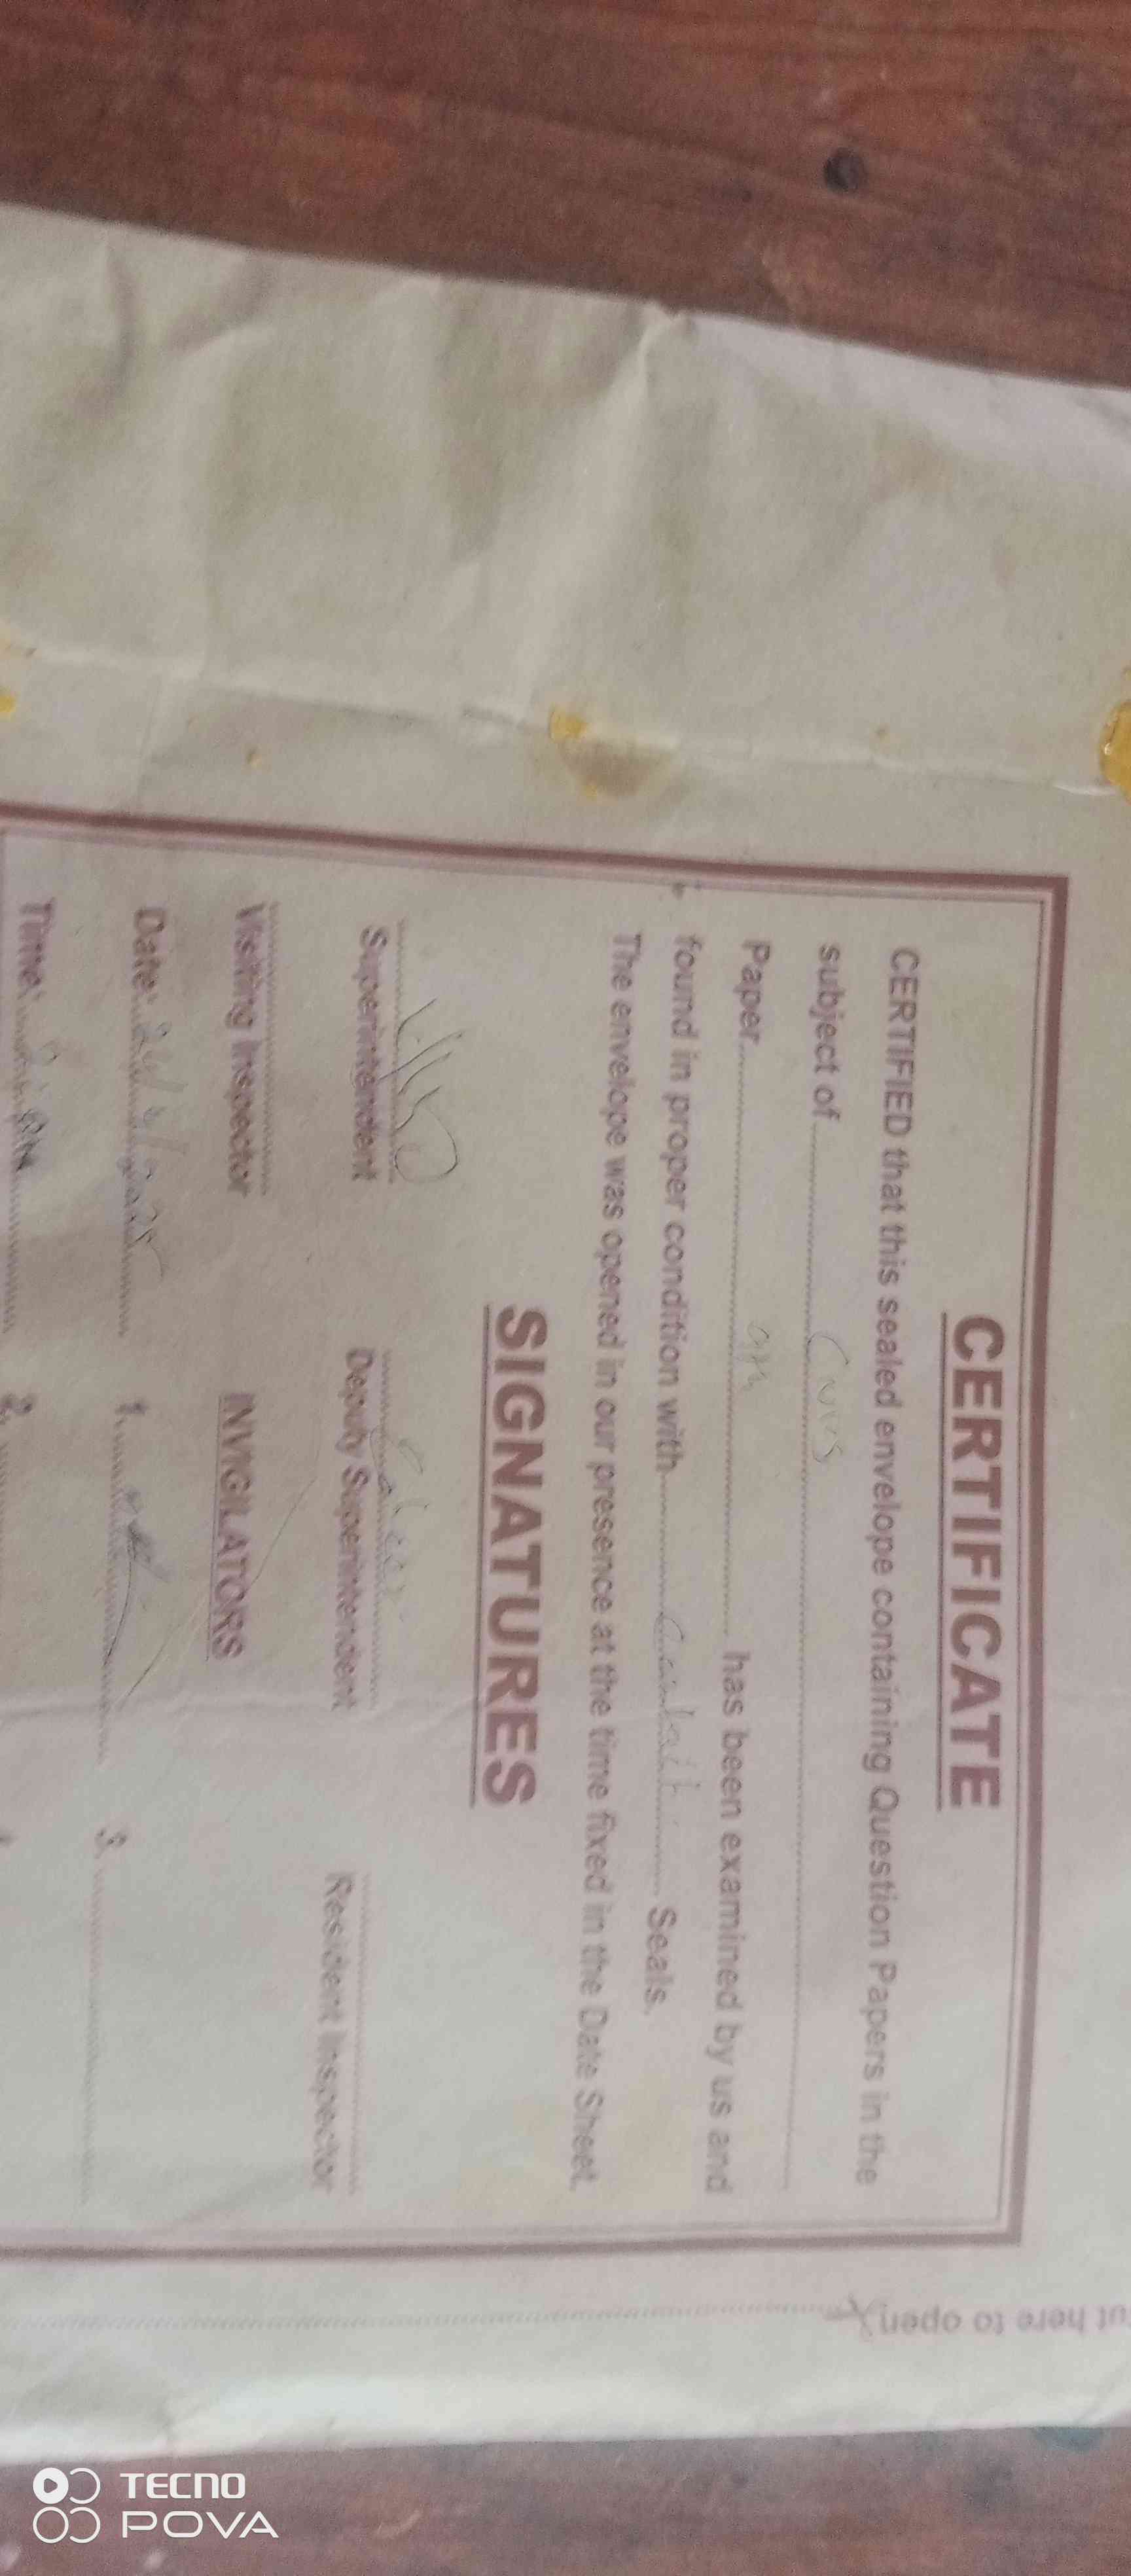 CERTIFICATE
CERTIFIED that this sealed envelope containing Question Papers in the
subject of Civics
Paper has been examined by us and
found in proper condition with Seals.
The envelope was opened in our presence at the time fixed in the Date Sheet.
SIGNATURES
Superintendent Deputy Superintendent Resident Inspector
Visiting Inspector INVIGILATORS
Date: 1. 3.
Time: 2.
here to open
TECNO
POVA